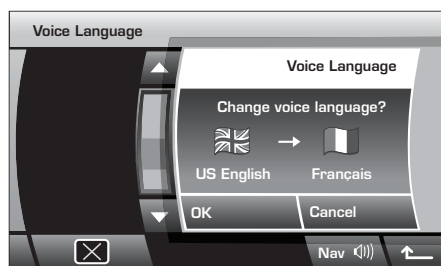 Voice Language
Voice Language
Change voice language?
US English
Français
OK
Cancel
Nav